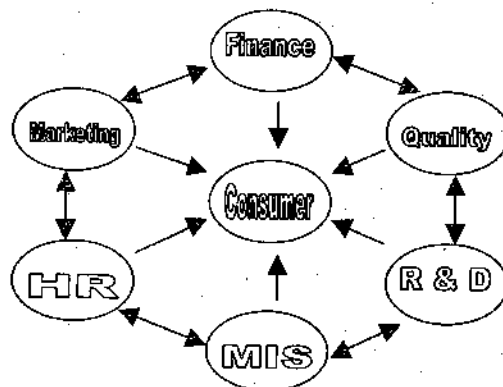 Finance
Marketing
Quality
Consumer
HR
R & D
MIS